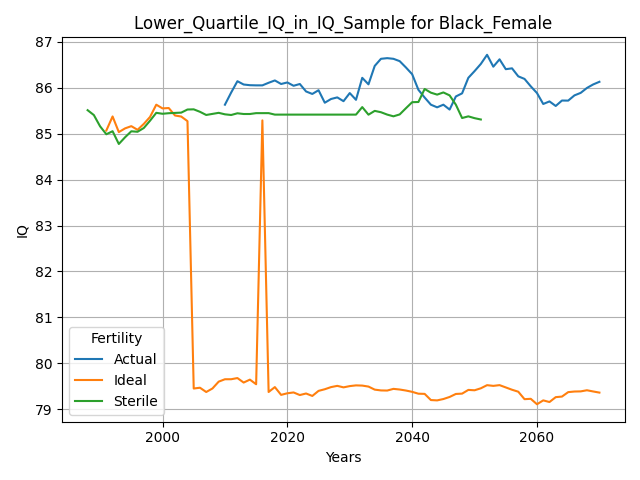 Lower_Quartile_IQ_in_IQ_Sample for Black_Female
87
86
85
84
83
82
81
80
79
IQ
Fertility
Actual
Ideal
Sterile
2000 2020 2040 2060
Years